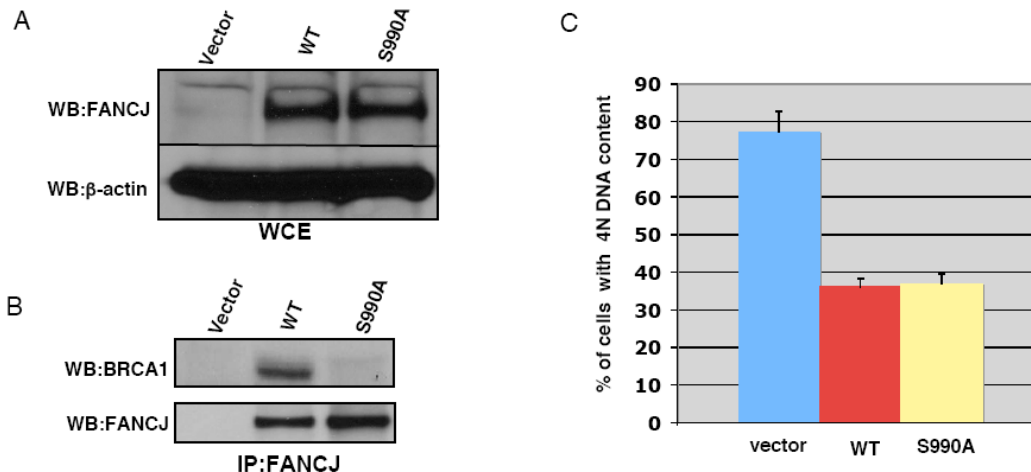 A
Vector
WT
S990A
WB:FANCJ
WB:β-actin
WCE
B
Vector
WT
S990A
WB:BRCA1
WB:FANCJ
IP:FANCJ
C
% of cells with 4N DNA content
90
80
70
60
50
40
30
20
10
0
vector
WT
S990A